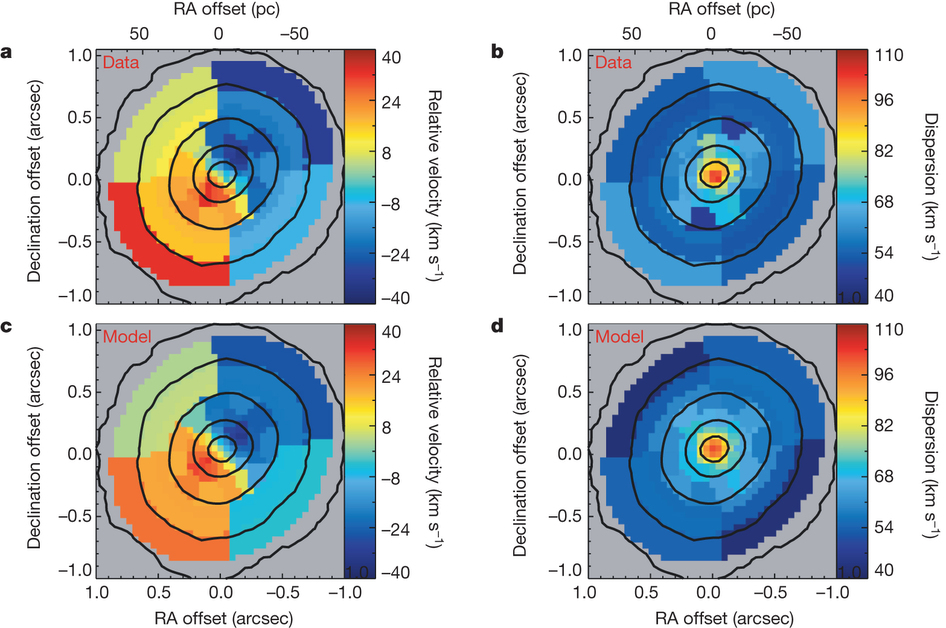 RA offset (pc)
50 0 −50
a
Data
1.0
0.5
0.0
−0.5
−1.0
Declination offset (arcsec)
40
24
8
−8
−24
−40
Relative velocity (km s−1)
RA offset (pc)
50 0 −50
b
Data
1.0
0.5
0.0
−0.5
−1.0
Declination offset (arcsec)
110
96
82
68
54
40
1.0
Dispersion (km s−1)
c
Model
1.0
0.5
0.0
−0.5
−1.0
Declination offset (arcsec)
40
24
8
−8
−24
−40
1.0
Relative velocity (km s−1)
1.0 0.5 0.0 −0.5 −1.0
RA offset (arcsec)
d
Model
1.0
0.5
0.0
−0.5
−1.0
Declination offset (arcsec)
110
96
82
68
54
40
1.0
Dispersion (km s−1)
1.0 0.5 0.0 −0.5 −1.0
RA offset (arcsec)